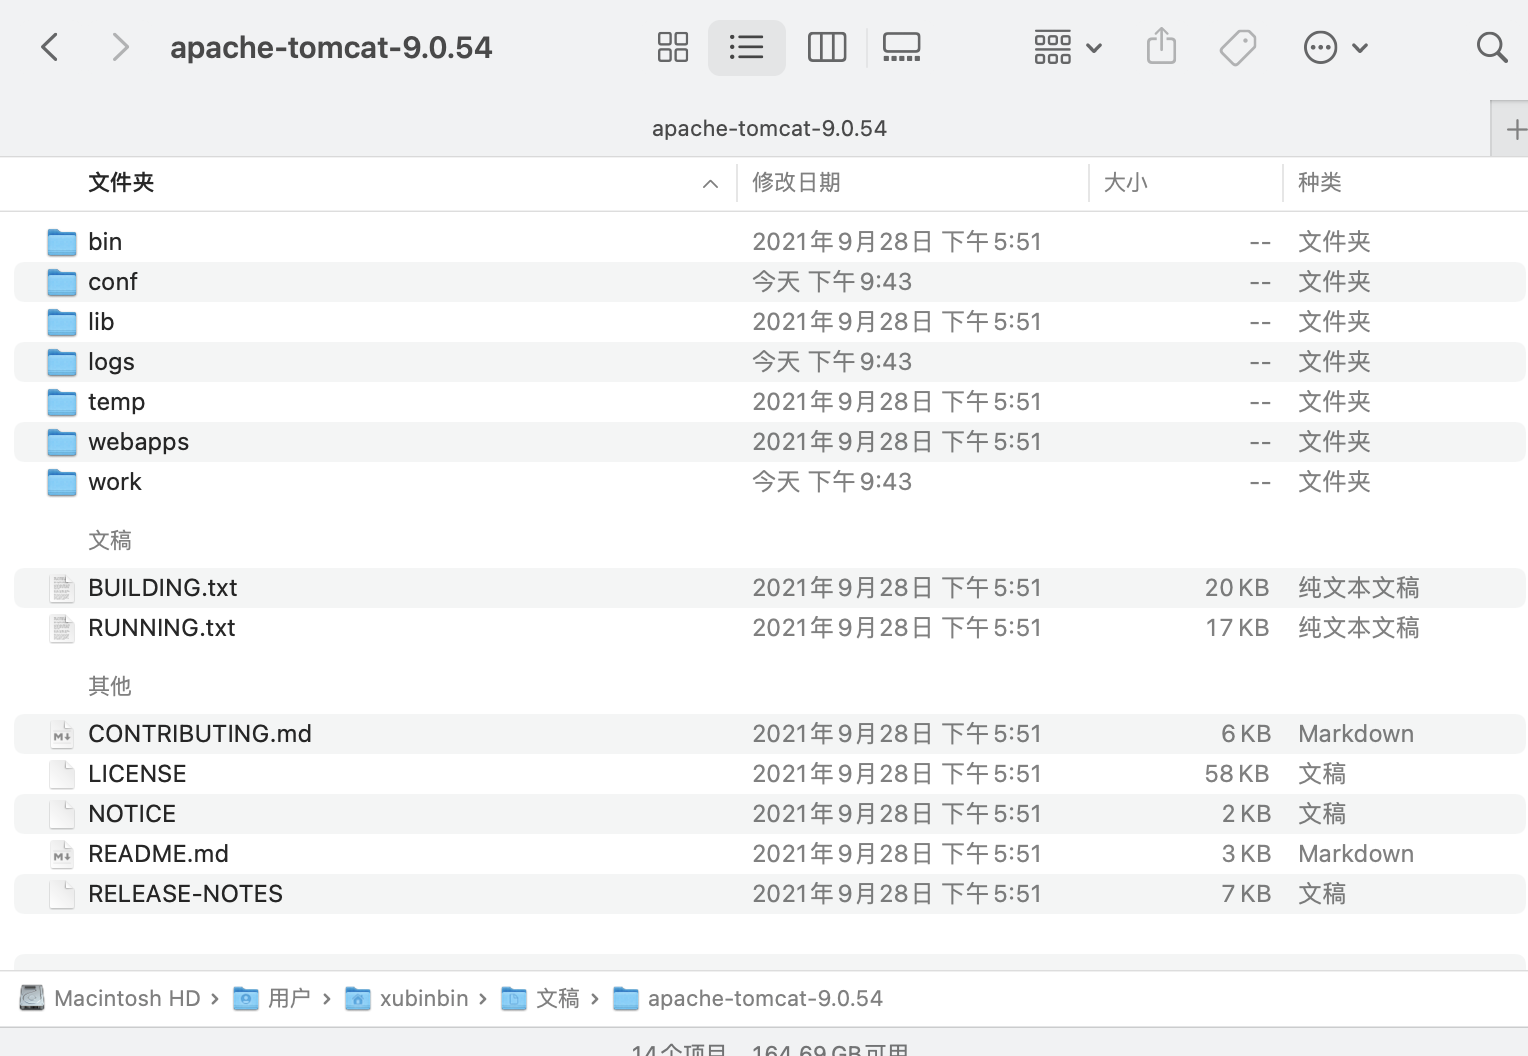 apache-tomcat-9.0.54
apache-tomcat-9.0.54
文件夹 修改日期 大小 种类
bin 2021年9月28日 下午5:51 -- 文件夹
conf 今天 下午9:43 -- 文件夹
lib 2021年9月28日 下午5:51 -- 文件夹
logs 今天 下午9:43 -- 文件夹
temp 2021年9月28日 下午5:51 -- 文件夹
webapps 2021年9月28日 下午5:51 -- 文件夹
work 今天 下午9:43 -- 文件夹
文稿
BUILDING.txt 2021年9月28日 下午5:51 20 KB 纯文本文稿
RUNNING.txt 2021年9月28日 下午5:51 17 KB 纯文本文稿
其他
CONTRIBUTING.md 2021年9月28日 下午5:51 6 KB Markdown
LICENSE 2021年9月28日 下午5:51 58 KB 文稿
NOTICE 2021年9月28日 下午5:51 2 KB 文稿
README.md 2021年9月28日 下午5:51 3 KB Markdown
RELEASE-NOTES 2021年9月28日 下午5:51 7 KB 文稿
Macintosh HD › 用户 › xubinbin › 文稿 › apache-tomcat-9.0.54
14个项目，164.69 GB可用